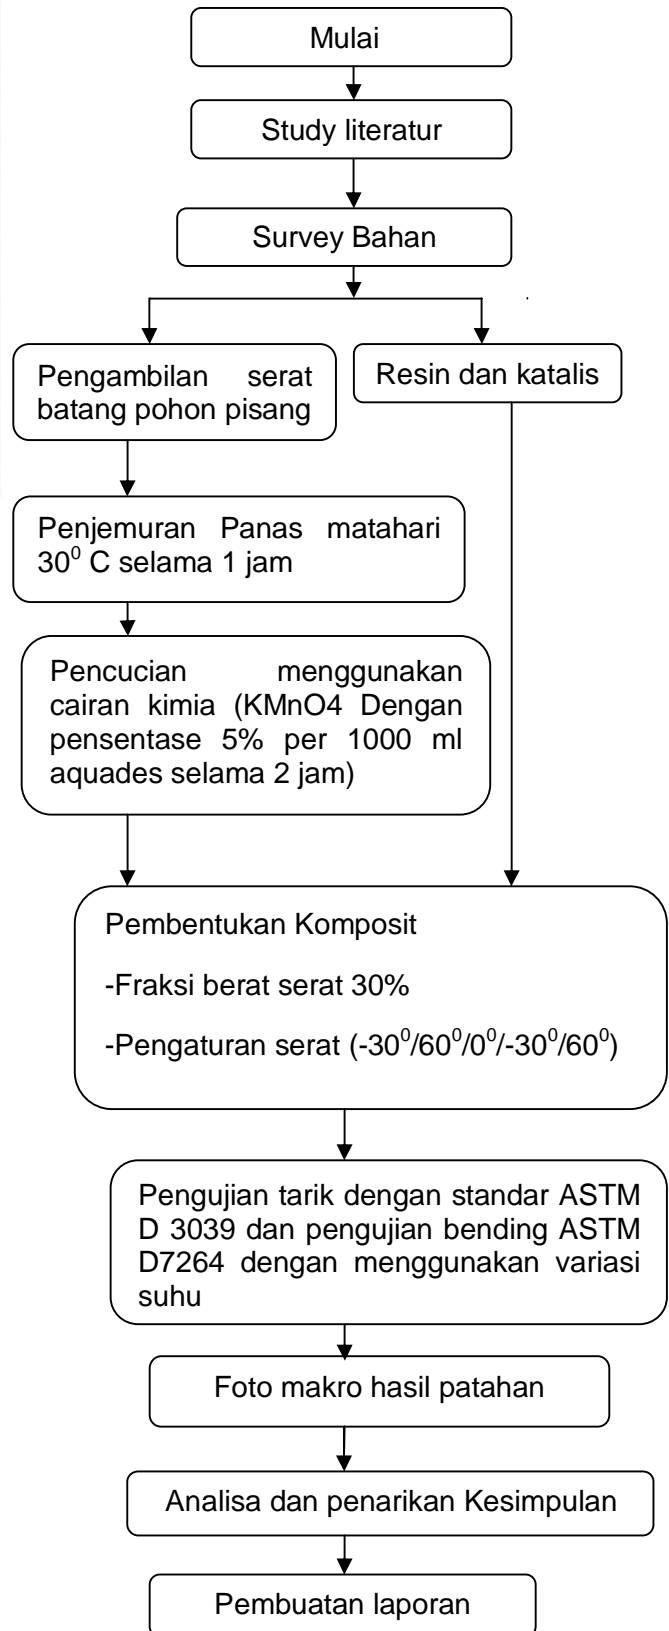 Mulai
Study literatur
Survey Bahan
Pengambilan serat
batang pohon pisang
Resin dan katalis
Penjemuran Panas matahari
30⁰ C selama 1 jam
Pencucian menggunakan
cairan kimia (KMnO4 Dengan
pensentase 5% per 1000 ml
aquades selama 2 jam)
Pembentukan Komposit
-Fraksi berat serat 30%
-Pengaturan serat (-30⁰/60⁰/0⁰/-30⁰/60⁰)
Pengujian tarik dengan standar ASTM
D 3039 dan pengujian bending ASTM
D7264 dengan menggunakan variasi
suhu
Foto makro hasil patahan
Analisa dan penarikan Kesimpulan
Pembuatan laporan